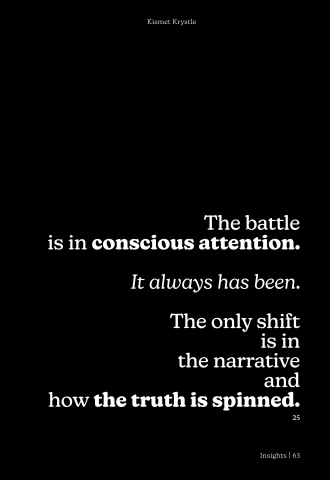 Kismet Krystle
The battle
is in conscious attention.
It always has been.
The only shift
is in
the narrative
and
how the truth is spinned.
25
Insights | 63